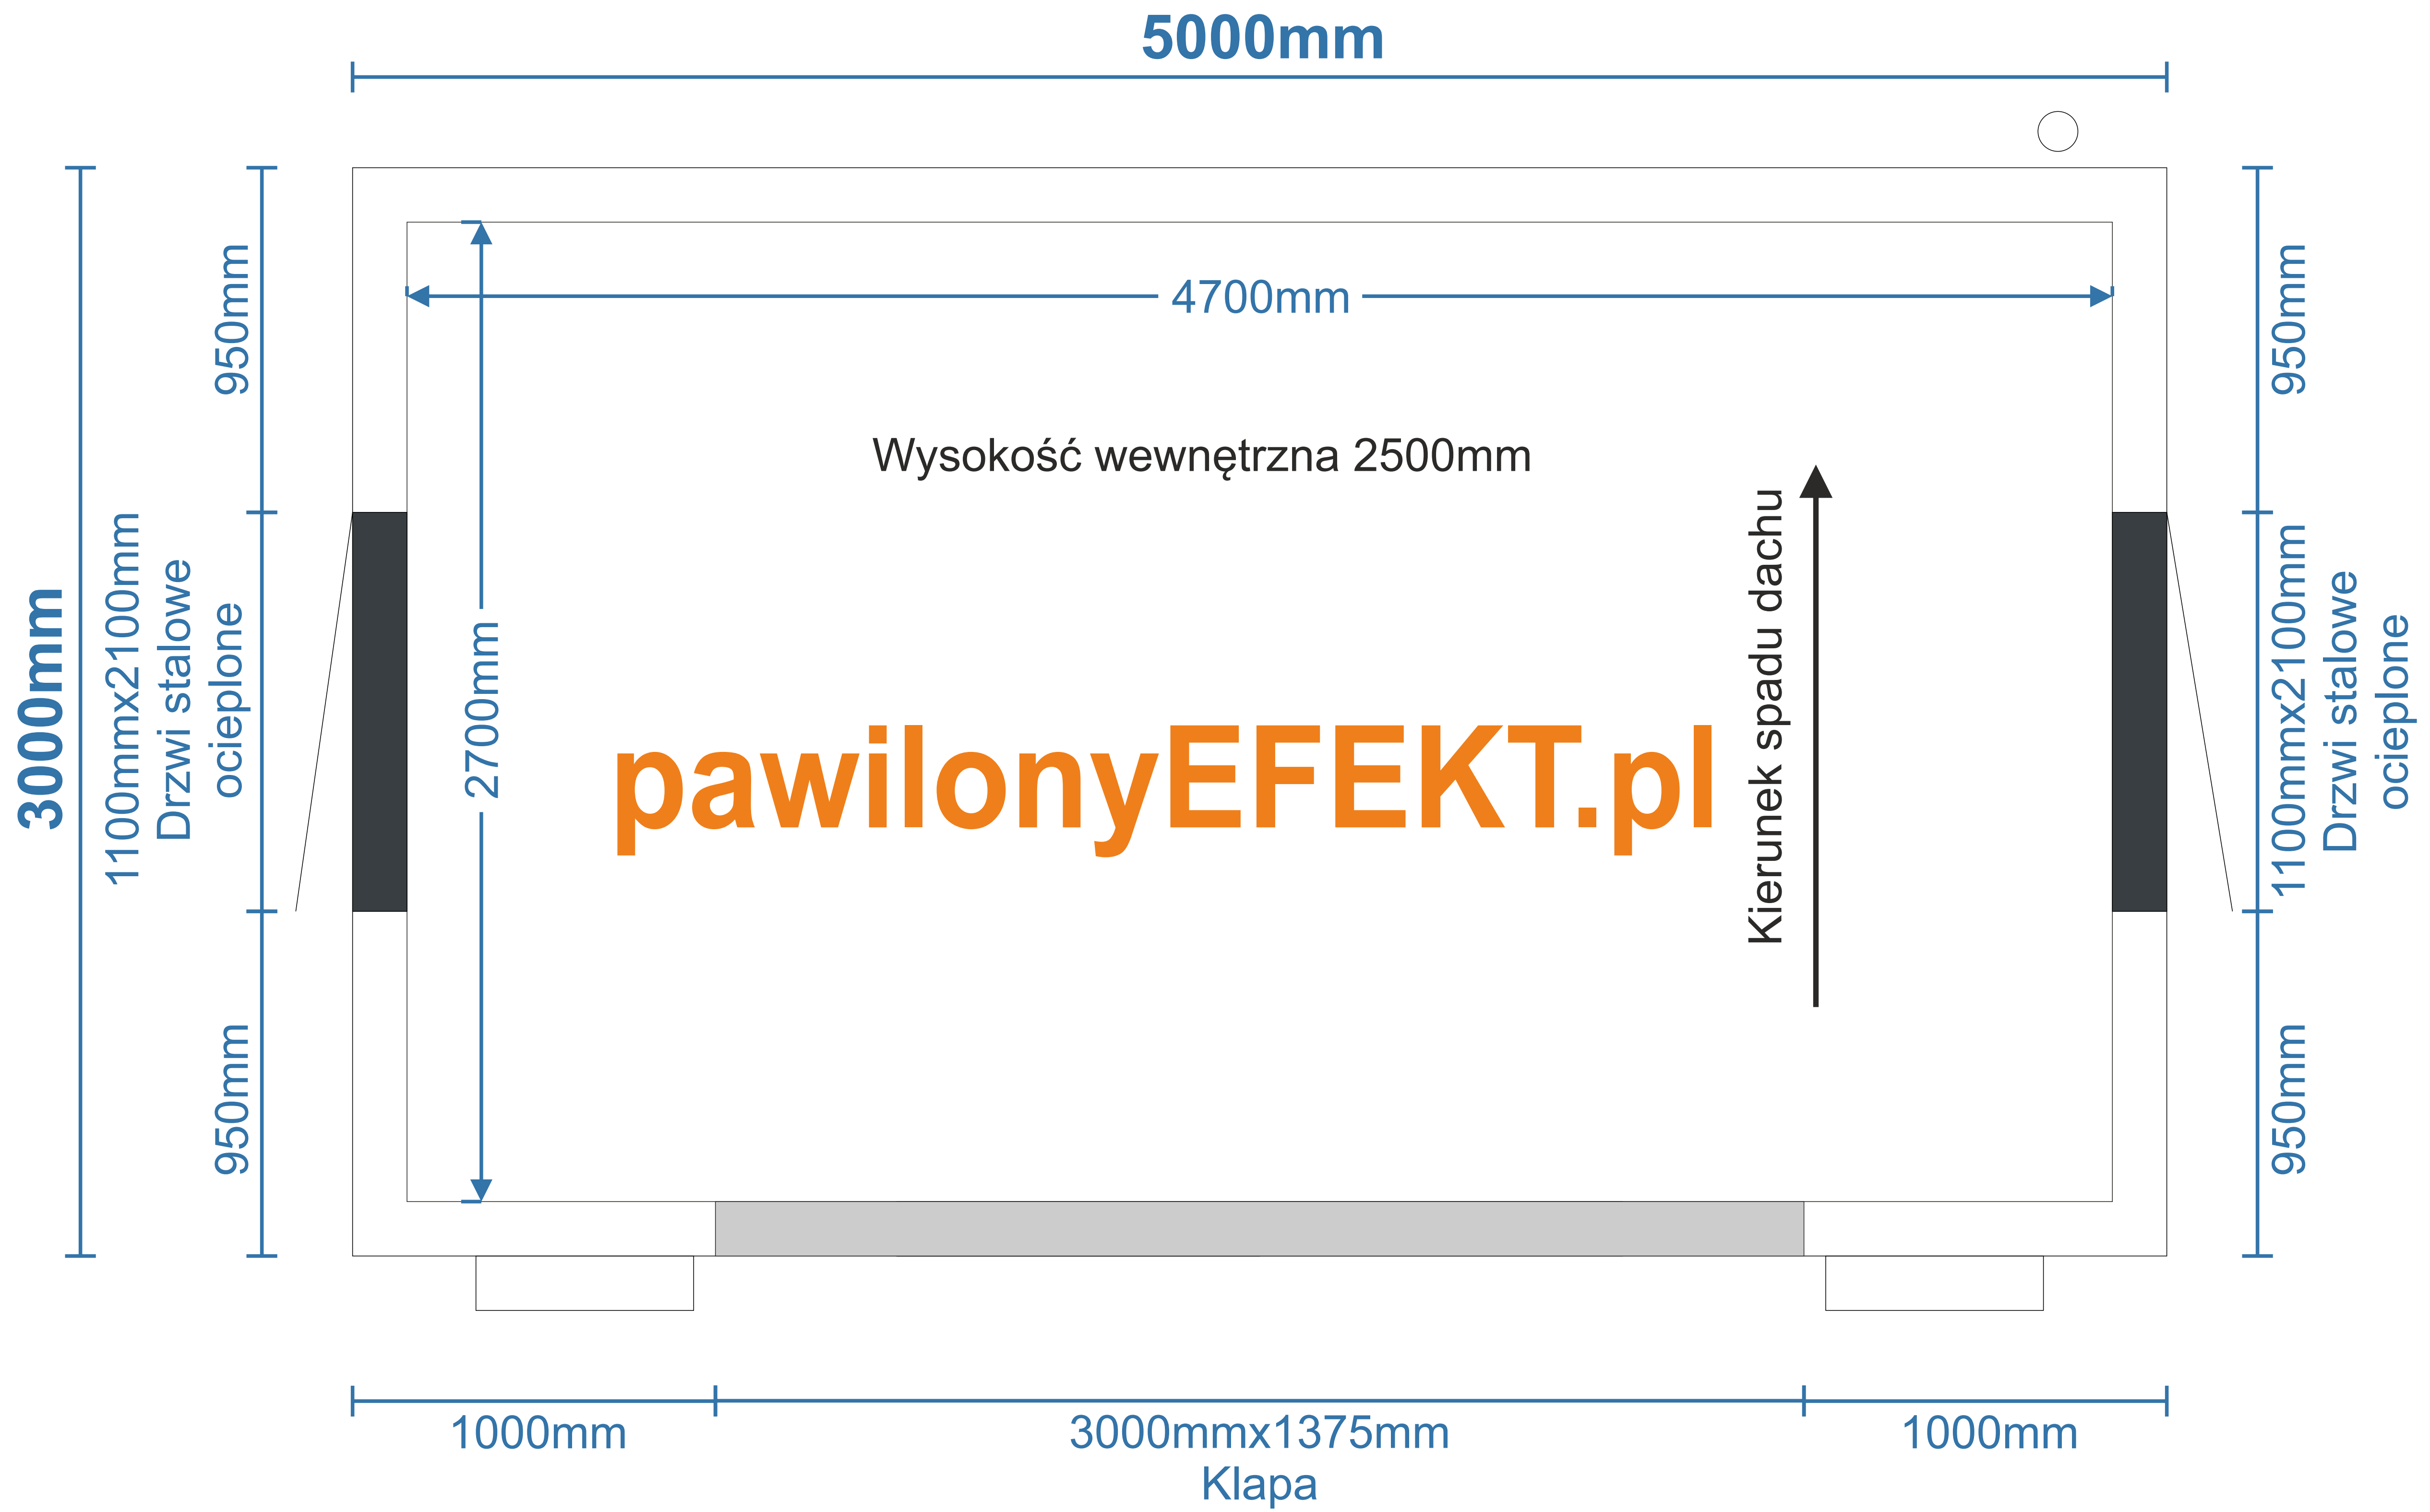 5000mm
3000mm
950mm
1100mmx2100mm
Drzwi stalowe
ocieplone
950mm
4700mm
2700mm
Wysokość wewnętrzna 2500mm
Kierunek spadu dachu
pawilonyEFEKT.pl
950mm
1100mmx2100mm
Drzwi stalowe
ocieplone
950mm
1000mm
3000mmx1375mm
Klapa
1000mm